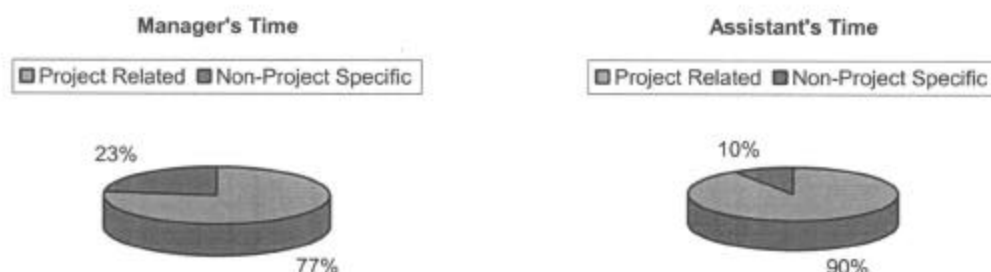 Manager's Time
Project Related Non-Project Specific
23%
77%
Assistant's Time
Project Related Non-Project Specific
10%
90%